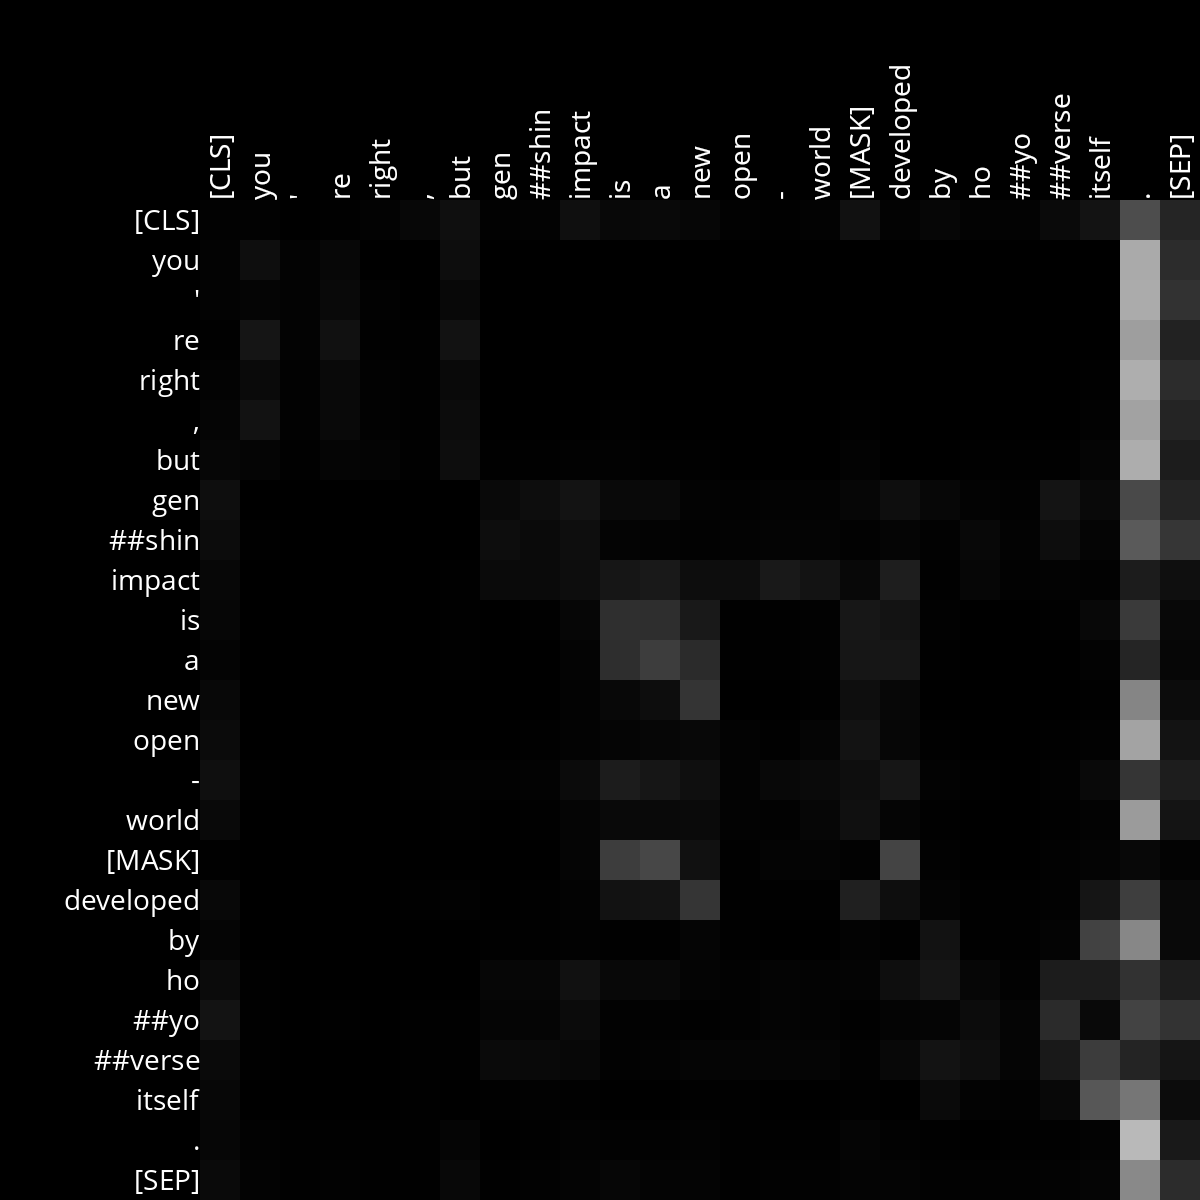 [CLS] you ' re right , but gen ##shin impact is a new open - world [MASK] developed by ho ##yo ##verse itself . [SEP]
[CLS]
you
'
re
right
,
but
gen
##shin
impact
is
a
new
open
-
world
[MASK]
developed
by
ho
##yo
##verse
itself
.
[SEP]